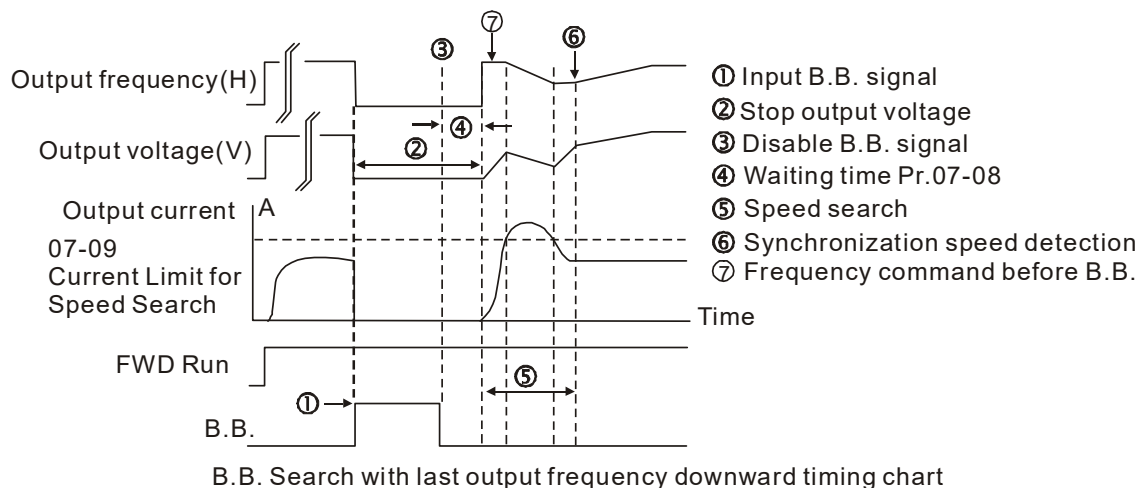 ⑦
③
⑥
Output frequency(H)
④
Output voltage(V)
②
Output current
A
07-09
Current Limit for
Speed Search
Time
FWD Run
⑤
①
B.B.
① Input B.B. signal
② Stop output voltage
③ Disable B.B. signal
④ Waiting time Pr.07-08
⑤ Speed search
⑥ Synchronization speed detection
⑦ Frequency command before B.B.
B.B. Search with last output frequency downward timing chart